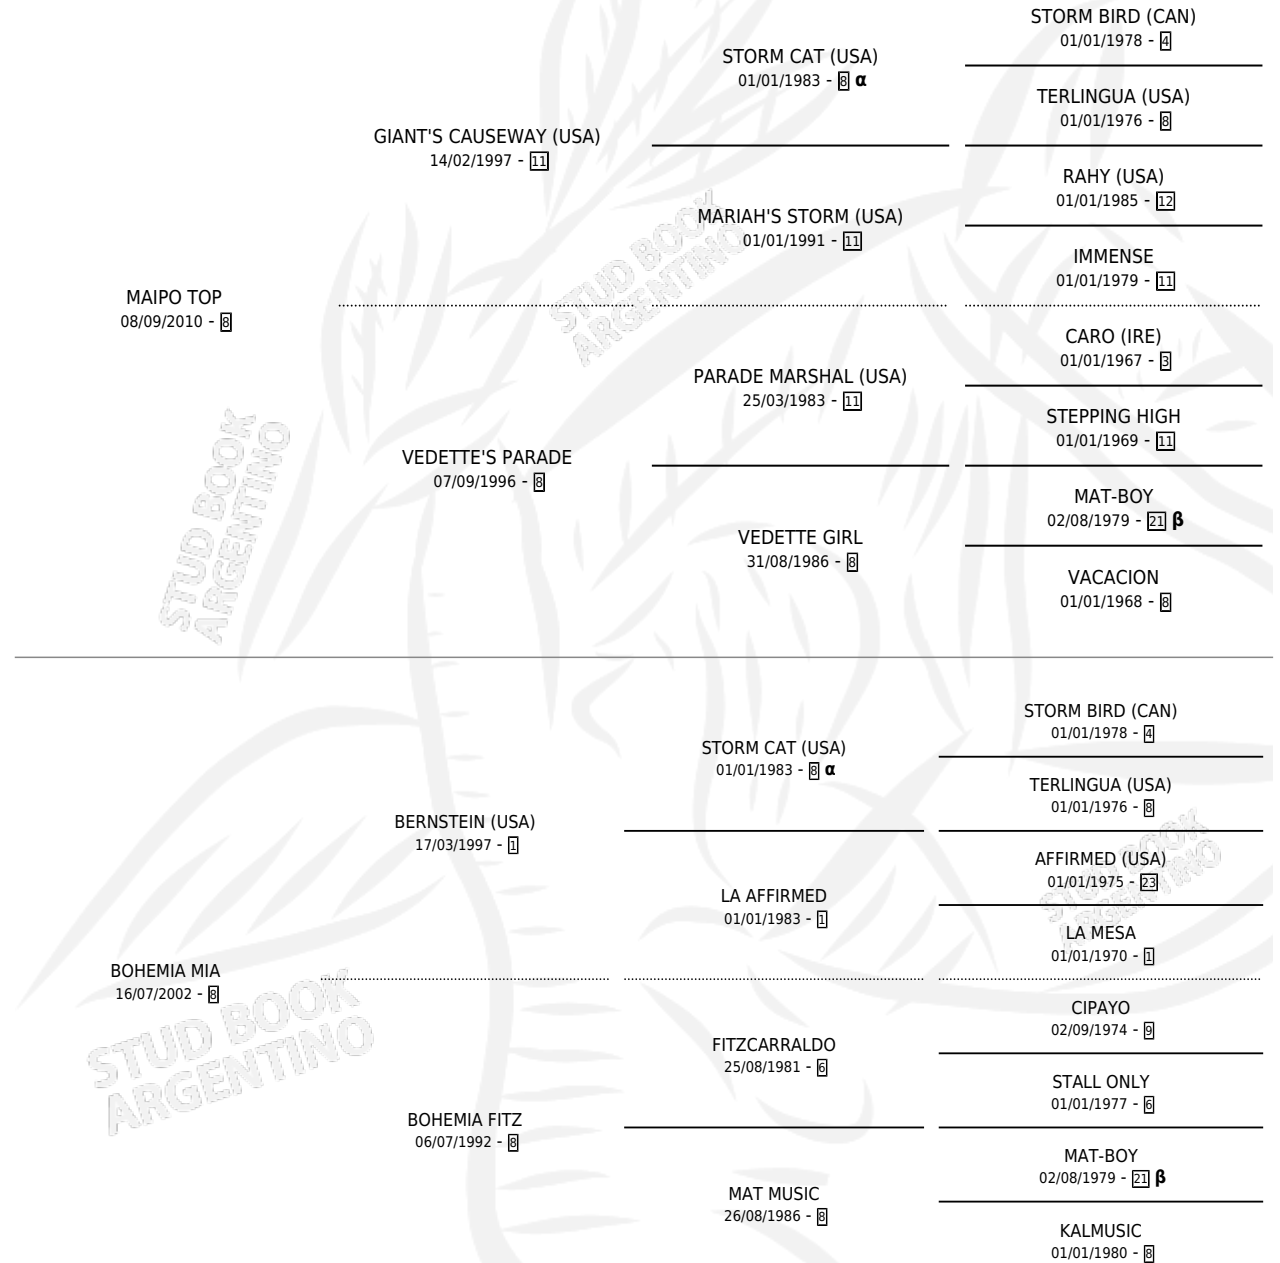 STORM BIRD (CAN)
01/01/1978 - 4
STORM CAT (USA)
01/01/1983 - 8 α
TERLINGUA (USA)
01/01/1976 - 8
GIANT'S CAUSEWAY (USA)
14/02/1997 - 11
RAHY (USA)
01/01/1985 - 12
MARIAH'S STORM (USA)
01/01/1991 - 11
IMMENSE
01/01/1979 - 11
STUD BOOK
ARGENTINO
MAIPO TOP
08/09/2010 - 8
CARO (IRE)
01/01/1967 - 3
PARADE MARSHAL (USA)
25/03/1983 - 11
STEPPING HIGH
01/01/1969 - 11
VEDETTE'S PARADE
07/09/1996 - 8
MAT-BOY
02/08/1979 - 21 β
VEDETTE GIRL
31/08/1986 - 8
VACACION
01/01/1968 - 8
STUD BOOK
ARGENTINO
STORM BIRD (CAN)
01/01/1978 - 4
STORM CAT (USA)
01/01/1983 - 8 α
TERLINGUA (USA)
01/01/1976 - 8
BERNSTEIN (USA)
17/03/1997 - 1
AFFIRMED (USA)
01/01/1975 - 23
LA AFFIRMED
01/01/1983 - 1
LA MESA
01/01/1970 - 1
STUD BOOK
ARGENTINO
BOHEMIA MIA
16/07/2002 - 8
CIPAYO
02/09/1974 - 9
FITZCARRALDO
25/08/1981 - 6
STALL ONLY
01/01/1977 - 6
BOHEMIA FITZ
06/07/1992 - 8
MAT-BOY
02/08/1979 - 21 β
MAT MUSIC
26/08/1986 - 8
KALMUSIC
01/01/1980 - 8
STUD BOOK
ARGENTINO